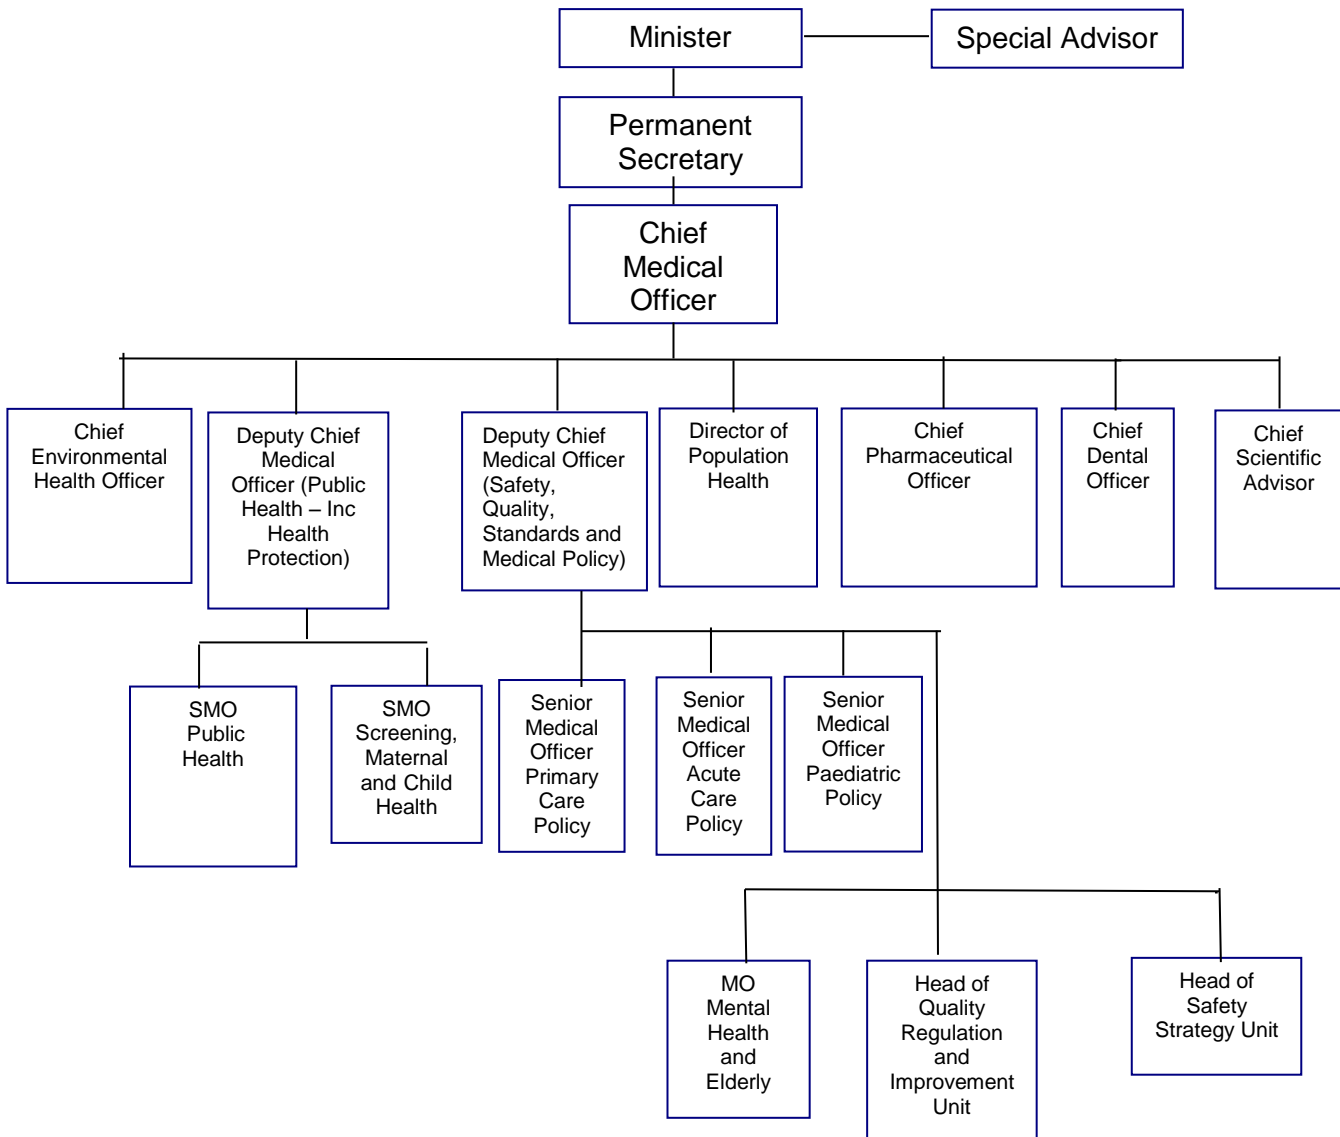 Minister
Special Advisor
Permanent
Secretary
Chief
Medical
Officer
Chief
Environmental
Health Officer
Deputy Chief
Medical
Officer (Public
Health – Inc
Health
Protection)
Deputy Chief
Medical Officer
(Safety,
Quality,
Standards and
Medical Policy)
Director of
Population
Health
Chief
Pharmaceutical
Officer
Chief
Dental
Officer
Chief
Scientific
Advisor
SMO
Public
Health
SMO
Screening,
Maternal
and Child
Health
Senior
Medical
Officer
Primary
Care
Policy
Senior
Medical
Officer
Acute
Care
Policy
Senior
Medical
Officer
Paediatric
Policy
MO
Mental
Health
and
Elderly
Head of
Quality
Regulation
and
Improvement
Unit
Head of
Safety
Strategy Unit